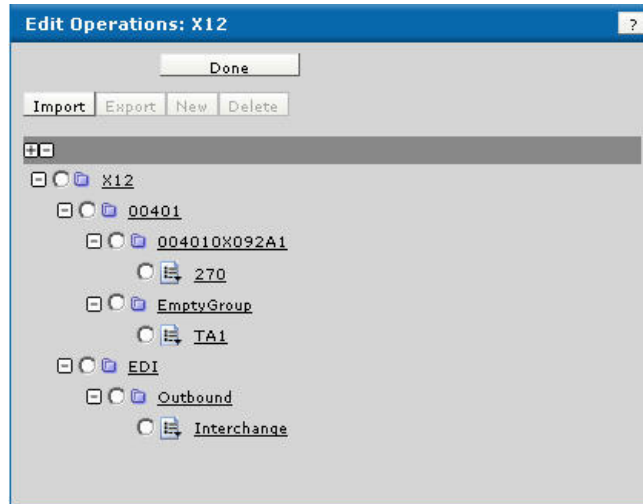 Edit Operations: X12 ?
Done
Import Export New Delete
X12
00401
004010X092A1
270
EmptyGroup
TA1
EDI
Outbound
Interchange